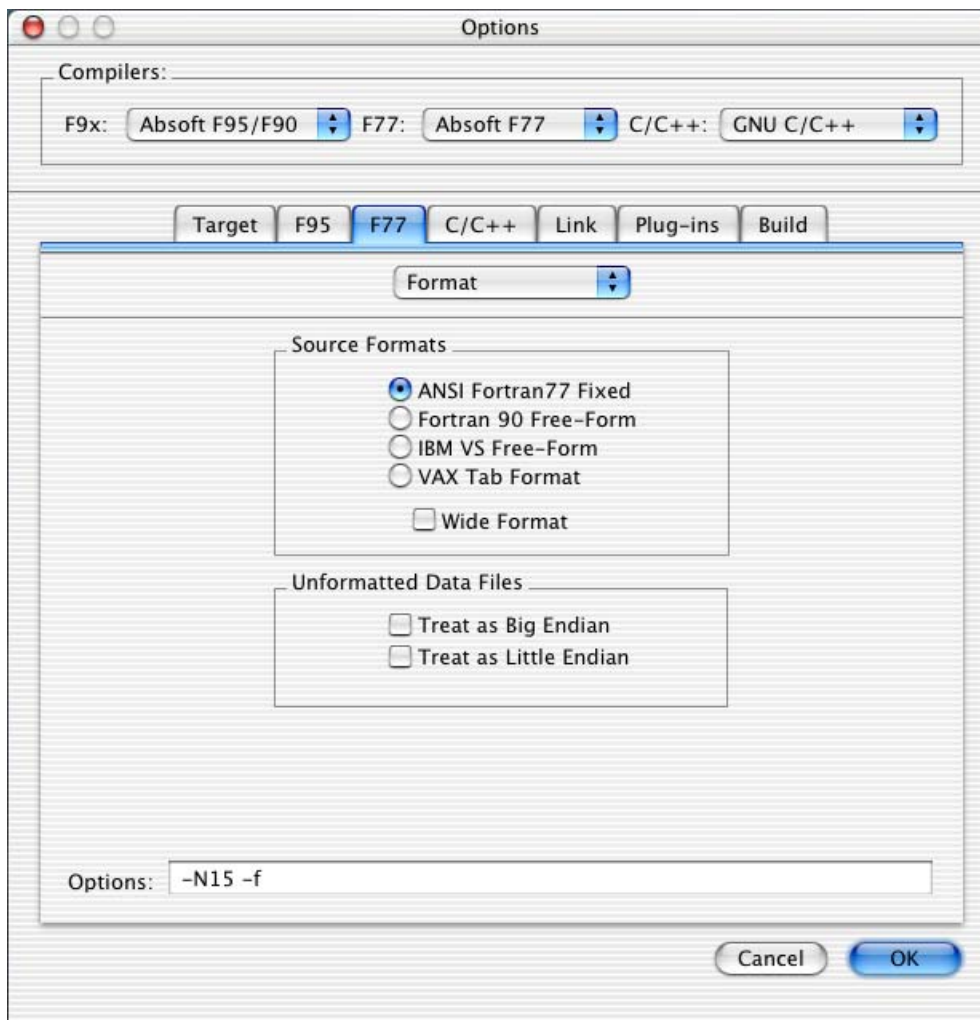 Options
Compilers:
F9x: Absoft F95/F90 F77: Absoft F77 C/C++: GNU C/C++
Target F95 F77 C/C++ Link Plug-ins Build
Format
Source Formats
ANSI Fortran77 Fixed
Fortran 90 Free-Form
IBM VS Free-Form
VAX Tab Format
Wide Format
Unformatted Data Files
Treat as Big Endian
Treat as Little Endian
Options: -N15 -f
Cancel OK